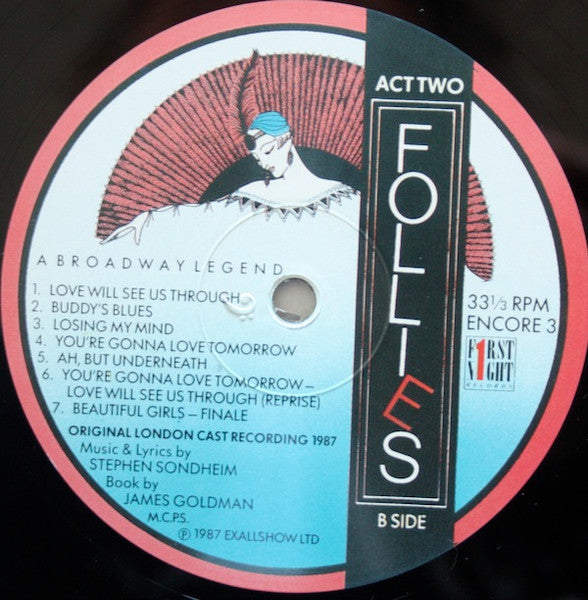 ACT TWO
FOLLIES
B SIDE
A BROADWAY LEGEND
1. LOVE WILL SEE US THROUGH
2. BUDDY'S BLUES
3. LOSING MY MIND
4. YOU'RE GONNA LOVE TOMORROW
5. AH, BUT UNDERNEATH
6. YOU'RE GONNA LOVE TOMORROW –
LOVE WILL SEE US THROUGH (REPRISE)
7. BEAUTIFUL GIRLS – FINALE
ORIGINAL LONDON CAST RECORDING 1987
Music & Lyrics by
STEPHEN SONDHEIM
Book by
JAMES GOLDMAN
M.C.P.S.
℗ 1987 EXALLSHOW LTD
33⅓ RPM
ENCORE 3
F1RST
N1GHT
RECORDS